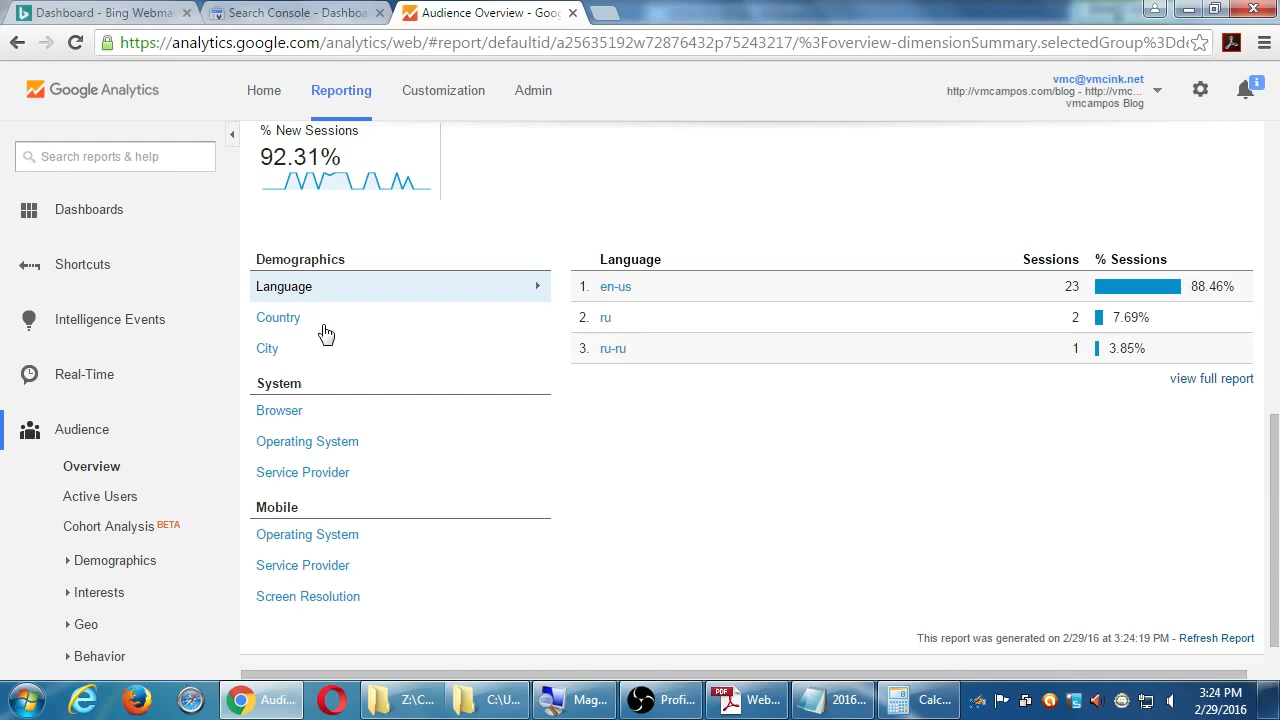 Dashboard - Bing Webma
Search Console - Dashboa
Audience Overview - Goo
https://analytics.google.com/analytics/web/#report/defaultid/a25635192w72876432p75243217/%3Foverview-dimensionSummary.selectedGroup%3Dde
Google Analytics
Home
Reporting
Customization
Admin
vmc@vmcink.net
http://vmcampos.com/blog - http://vmc...
vmcampos Blog
Search reports & help
Dashboards
Shortcuts
Intelligence Events
Real-Time
Audience
Overview
Active Users
Cohort Analysis BETA
Demographics
Interests
Geo
Behavior
% New Sessions
92.31%
Demographics
Language
Country
City
System
Browser
Operating System
Service Provider
Mobile
Operating System
Service Provider
Screen Resolution
Language Sessions % Sessions
1. en-us 23 88.46%
2. ru 2 7.69%
3. ru-ru 1 3.85%
view full report
This report was generated on 2/29/16 at 3:24:19 PM - Refresh Report
Audi...
Z:\C...
C:\U...
Mag...
Profi...
PDF
Web...
2016...
Calc...
3:24 PM
2/29/2016